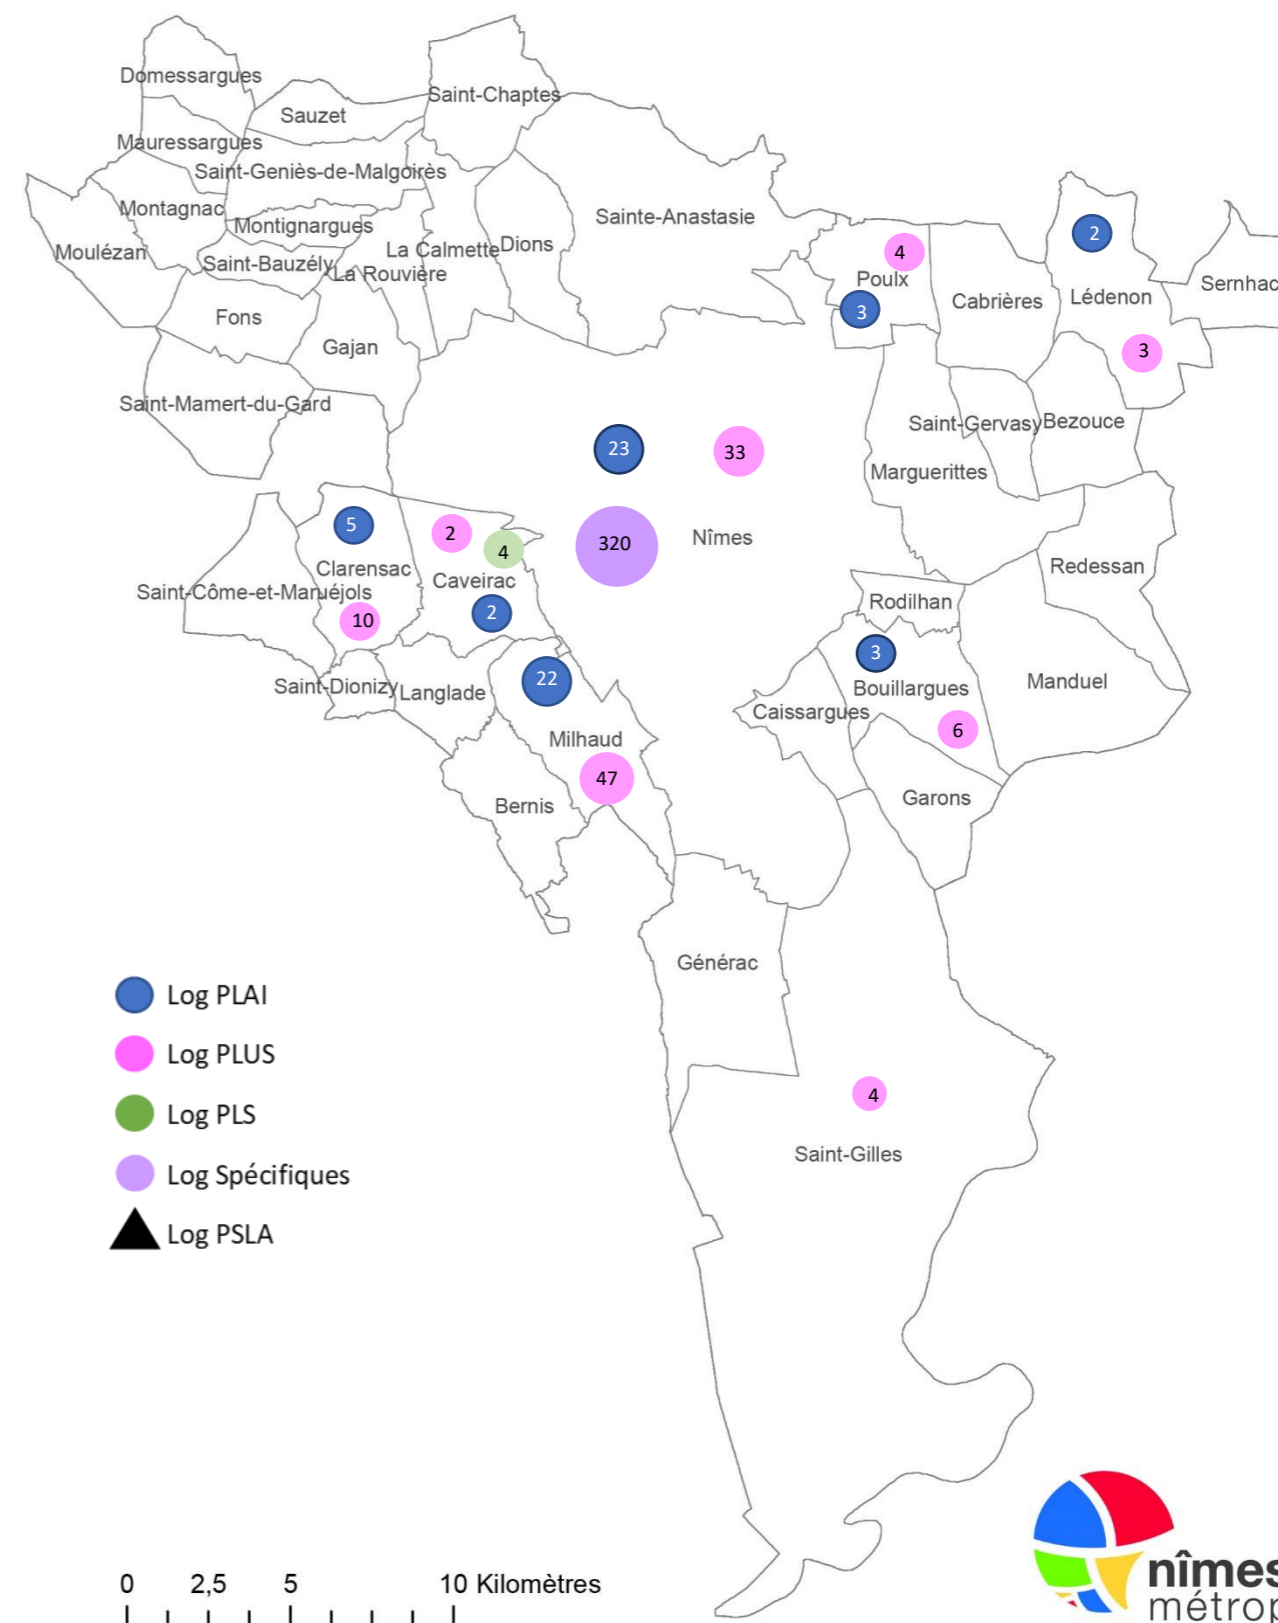 Domessargues
Saint-Chaptes
Sauzet
Mauressargues
Saint-Geniès-de-Malgoirès
Montagnac
Sainte-Anastasie
Montignargues
2
Moulézan
La Calmette
Dions
4
Saint-Bauzély
La Rouvière
Poulx
Sernhac
Cabrières
Lédenon
3
Fons
Gajan
3
Saint-Mamert-du-Gard
Saint-Gervasy
Bezouce
23
33
Marguerittes
5
2
4
320
Nîmes
Clarensac
Caveirac
Redessan
Saint-Côme-et-Maruéjols
2
Rodilhan
10
3
22
Saint-Dionizy
Langlade
Bouillargues
Manduel
Caissargues
6
Milhaud
47
Bernis
Garons
Générac
Log PLAI
Log PLUS
4
Log PLS
Saint-Gilles
Log Spécifiques
Log PSLA
0 2,5 5 10 Kilomètres
nîmes
métrop